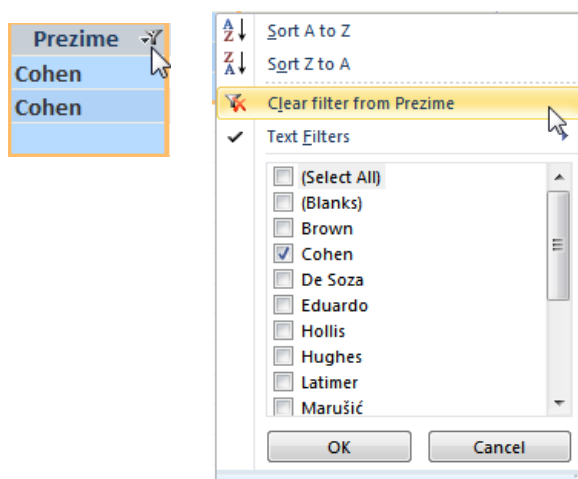 Prezime
Cohen
Cohen
Sort A to Z
Sort Z to A
Clear filter from Prezime
Text Filters
(Select All)
(Blanks)
Brown
Cohen
De Soza
Eduardo
Hollis
Hughes
Latimer
Marušić
OK Cancel